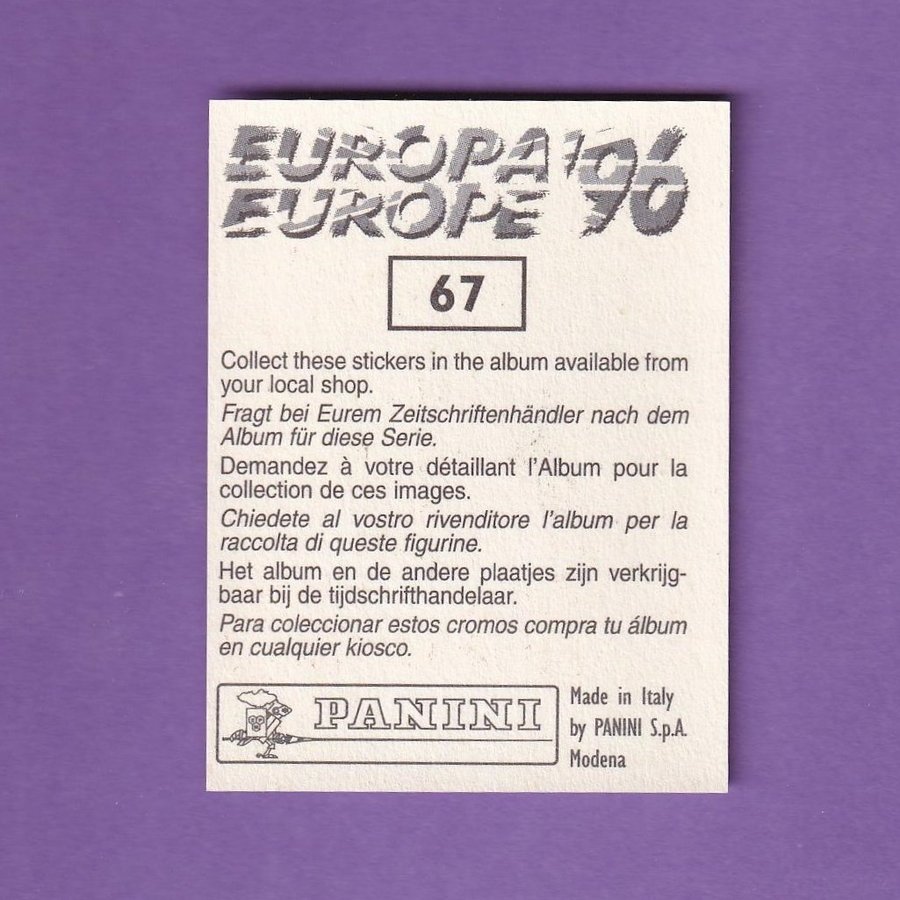 EUROPA '96
EUROPE
67
Collect these stickers in the album available from
your local shop.
Fragt bei Eurem Zeitschriftenhändler nach dem
Album für diese Serie.
Demandez à votre détaillant l'Album pour la
collection de ces images.
Chiedete al vostro rivenditore l'album per la
raccolta di queste figurine.
Het album en de andere plaatjes zijn verkrijg-
baar bij de tijdschrifthandelaar.
Para coleccionar estos cromos compra tu álbum
en cualquier kiosco.
PANINI
Made in Italy
by PANINI S.p.A.
Modena